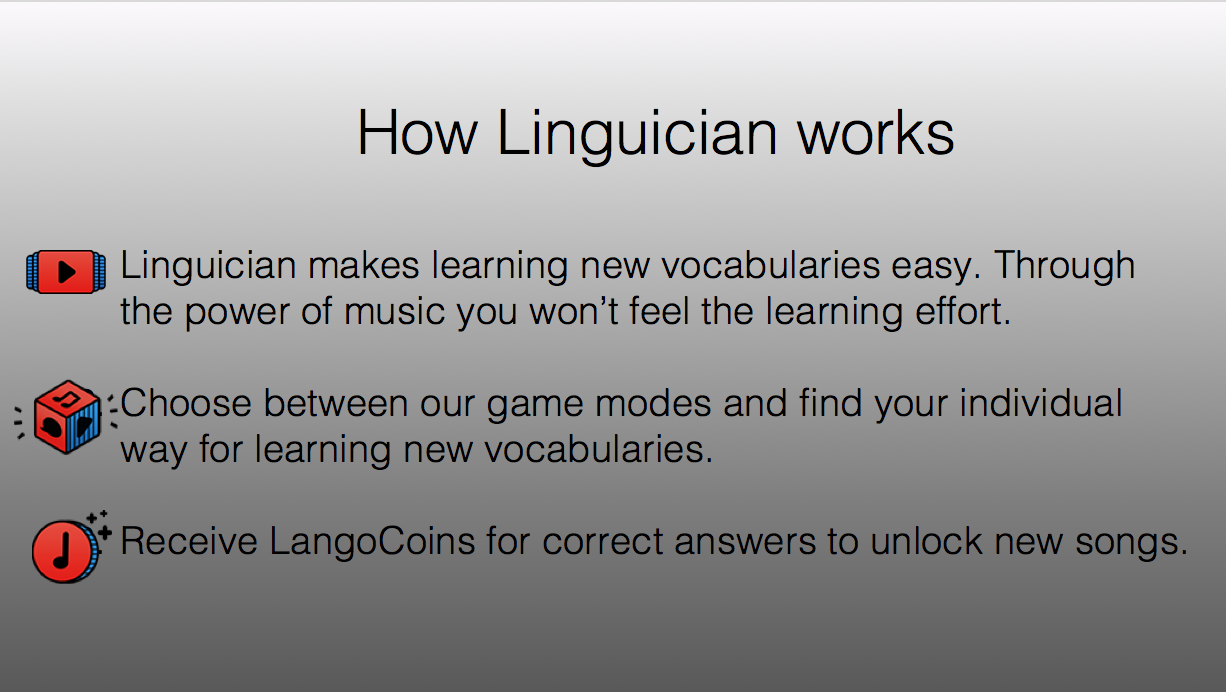 How Linguician works
Linguician makes learning new vocabularies easy. Through
the power of music you won’t feel the learning effort.
Choose between our game modes and find your individual
way for learning new vocabularies.
Receive LangoCoins for correct answers to unlock new songs.